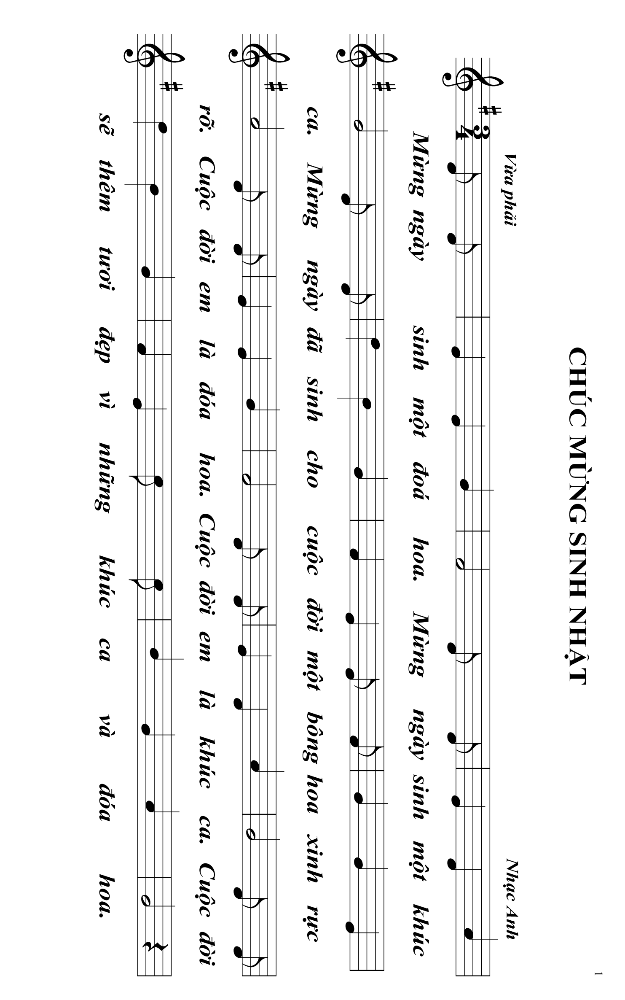 1
CHÚC MỪNG SINH NHẬT
Vừa phải
Nhạc Anh
3
4
Mừng ngày sinh một đoá hoa. Mừng ngày sinh một khúc
ca. Mừng ngày đã sinh cho cuộc đời một bông hoa xinh rực
rỡ. Cuộc đời em là đóa hoa. Cuộc đời em là khúc ca. Cuộc đời
sẽ thêm tươi đẹp vì những khúc ca và đóa hoa.